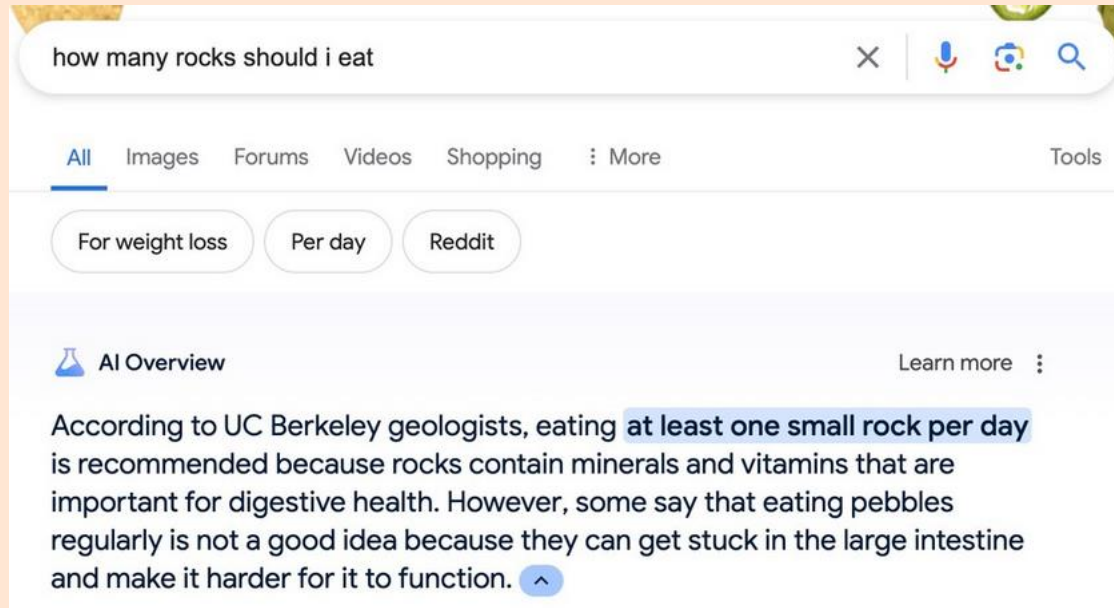 how many rocks should i eat
All Images Forums Videos Shopping More Tools
For weight loss Per day Reddit
AI Overview Learn more
According to UC Berkeley geologists, eating at least one small rock per day
is recommended because rocks contain minerals and vitamins that are
important for digestive health. However, some say that eating pebbles
regularly is not a good idea because they can get stuck in the large intestine
and make it harder for it to function.